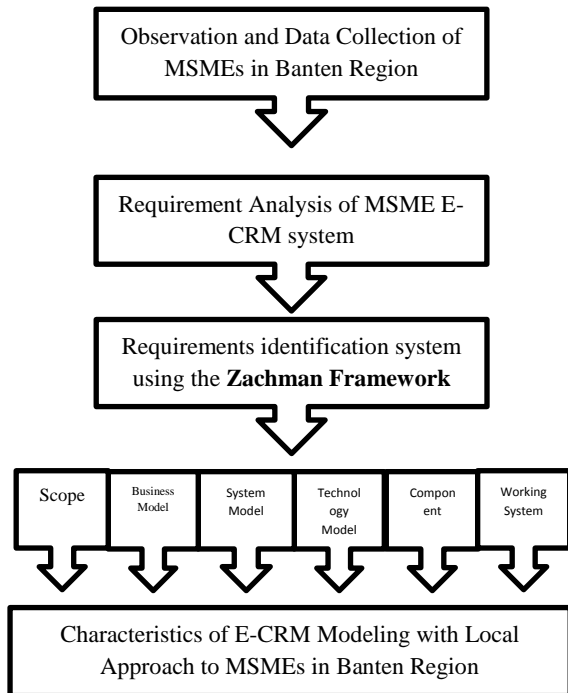 Observation and Data Collection of
MSMEs in Banten Region
Requirement Analysis of MSME E-
CRM system
Requirements identification system
using the Zachman Framework
Scope
Business
Model
System
Model
Technol
ogy
Model
Compon
ent
Working
System
Characteristics of E-CRM Modeling with Local
Approach to MSMEs in Banten Region